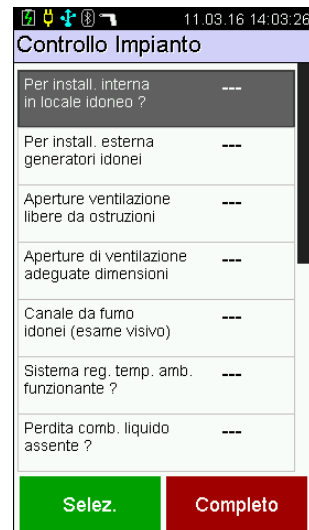 11.03.16 14:03:26
Controllo Impianto
Per install. interna
in locale idoneo ?
---
Per install. esterna
generatori idonei
---
Aperture ventilazione
libere da ostruzioni
---
Aperture di ventilazione
adeguate dimensioni
---
Canale da fumo
idonei (esame visivo)
---
Sistema reg. temp. amb.
funzionante ?
---
Perdita comb. liquido
assente ?
---
Selez.
Completo